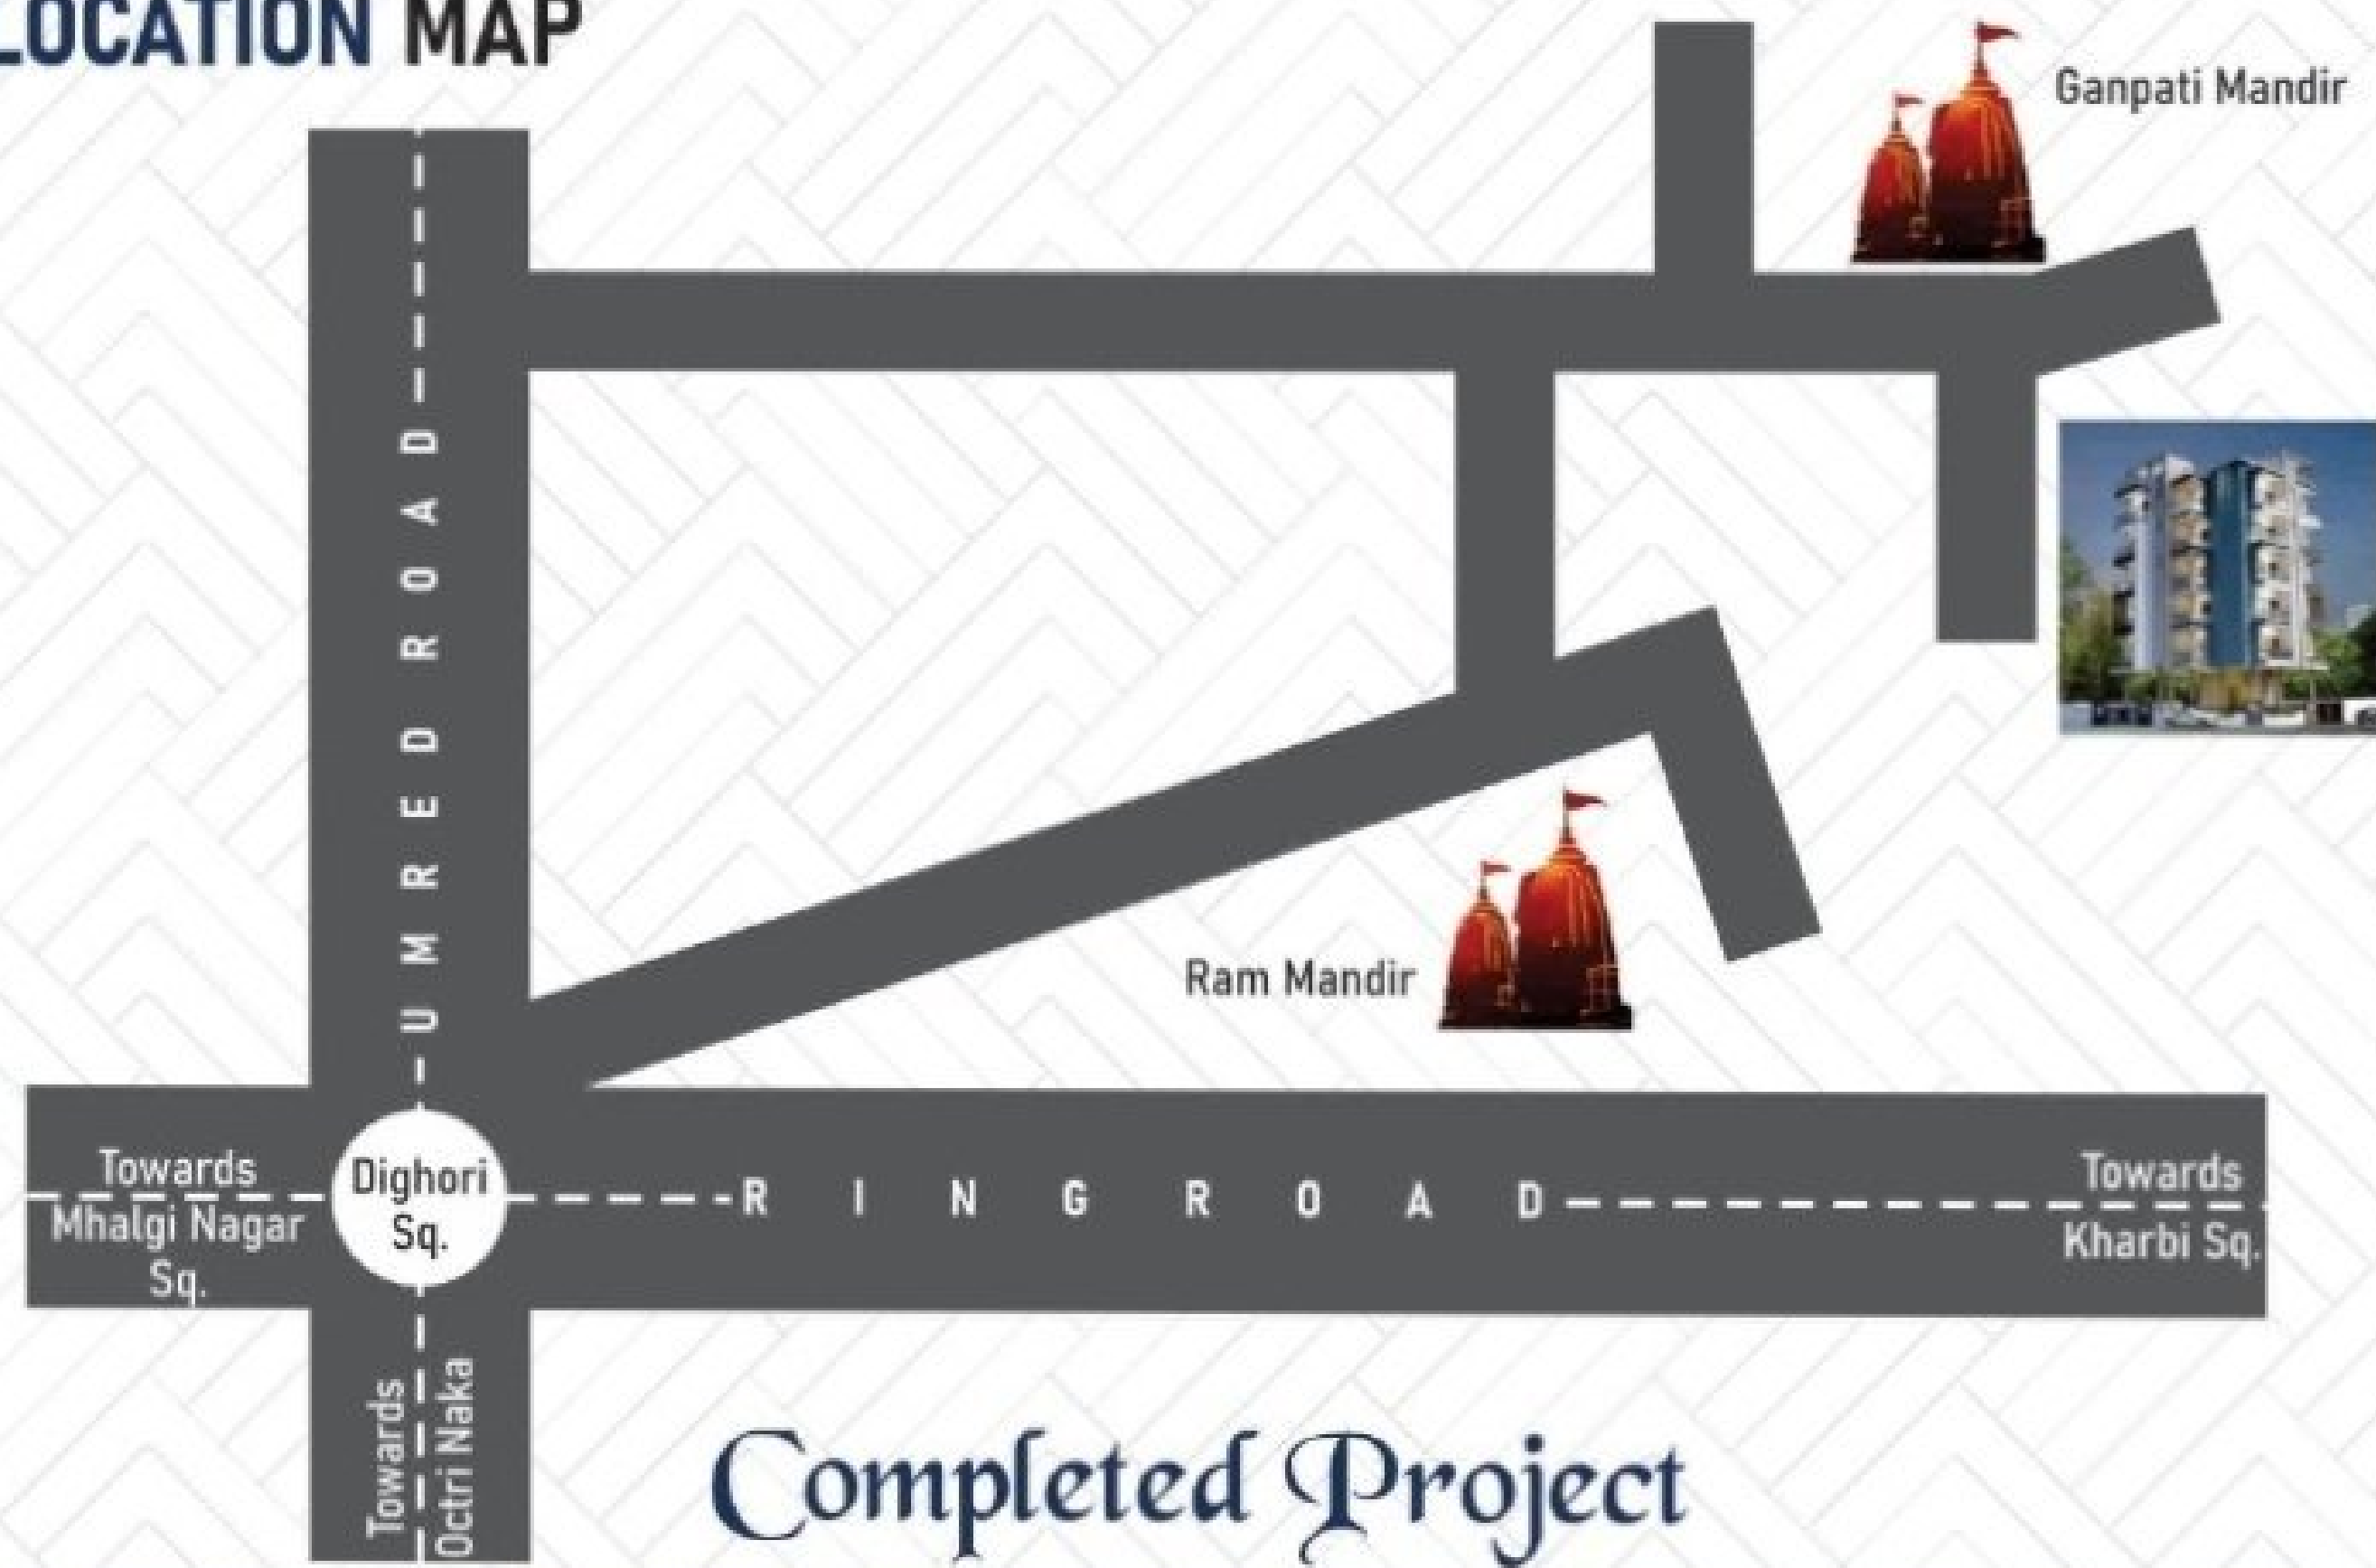 LOCATION MAP
Ganpati Mandir
UMRED ROAD
Ram Mandir
Towards
Mhalgi Nagar
Sq.
Dighori
Sq.
RING ROAD
Towards
Kharbi Sq.
Towards
Octri Naka
Completed Project